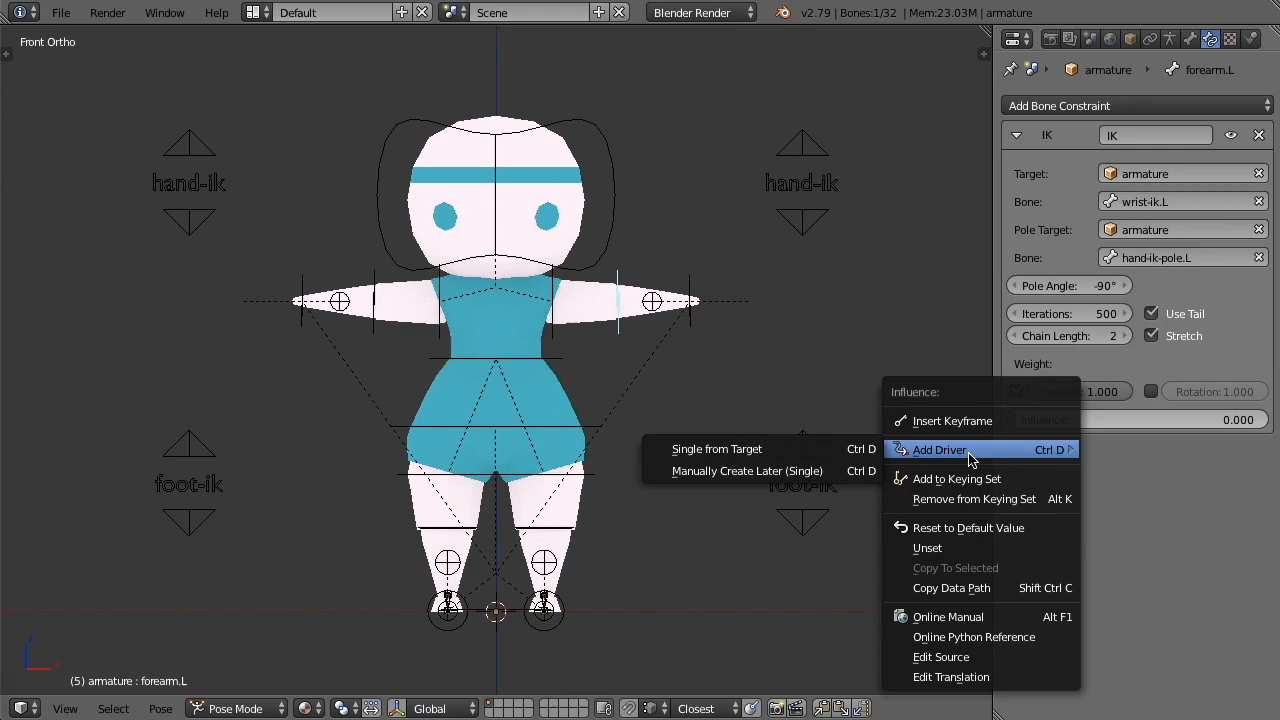 File
Render
Window
Help
Default
Scene
Blender Render
v2.79 | Bones:1/32 | Mem:23.03M | armature
Front Ortho
armature
forearm.L
Add Bone Constraint
IK
IK
Target:
armature
Bone:
wrist-ik.L
Pole Target:
armature
Bone:
hand-ik-pole.L
Pole Angle: -90°
Iterations: 500
Use Tail
Chain Length: 2
Stretch
Weight:
1.000
Rotation: 1.000
Influence:
0.000
hand-ik
hand-ik
foot-ik
foot-ik
Influence:
Insert Keyframe
Add Driver
Ctrl D
Single from Target
Ctrl D
Manually Create Later (Single)
Ctrl D
Add to Keying Set
Remove from Keying Set
Alt K
Reset to Default Value
Unset
Copy To Selected
Copy Data Path
Shift Ctrl C
Online Manual
Alt F1
Online Python Reference
Edit Source
Edit Translation
z
x
(5) armature : forearm.L
View
Select
Pose
Pose Mode
Global
Closest